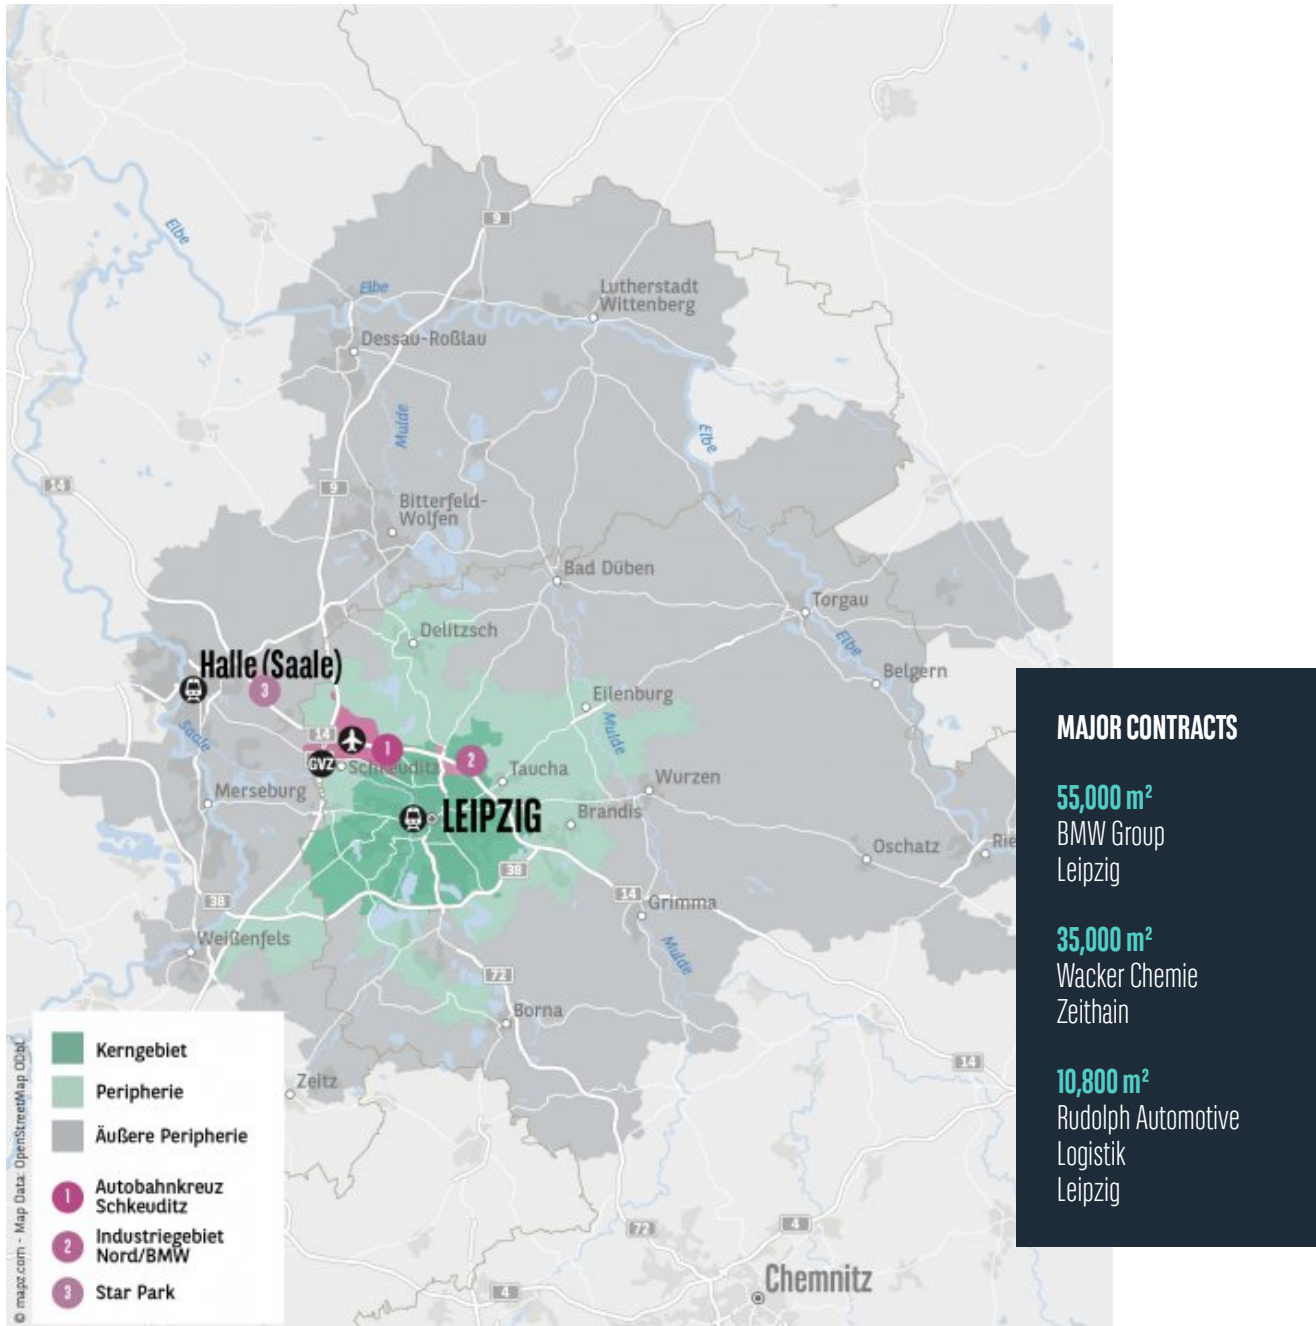 9
Elbe
Elbe
Lutherstadt
Wittenberg
Dessau-Roßlau
Mulde
Elbe
14
9
Bitterfeld-
Wolfen
Bad Düben
Torgau
Delitzsch
Elbe
Halle (Saale)
3
Belgern
Eilenburg
Saale
14
1
Mulde
GVZ
Schkeuditz
2
Taucha
Wurzen
Merseburg
LEIPZIG
Brandis
Oschatz
Rie
38
38
14
Grimma
Weißenfels
Mulde
72
Borna
Zeitz
14
72
4
4
Chemnitz
Kerngebiet
Peripherie
Äußere Peripherie
1 Autobahnkreuz
Schkeuditz
2 Industriegebiet
Nord/BMW
3 Star Park
© mapz.com - Map Data: OpenStreetMap ODbL
MAJOR CONTRACTS
55,000 m²
BMW Group
Leipzig
35,000 m²
Wacker Chemie
Zeithain
10,800 m²
Rudolph Automotive
Logistik
Leipzig